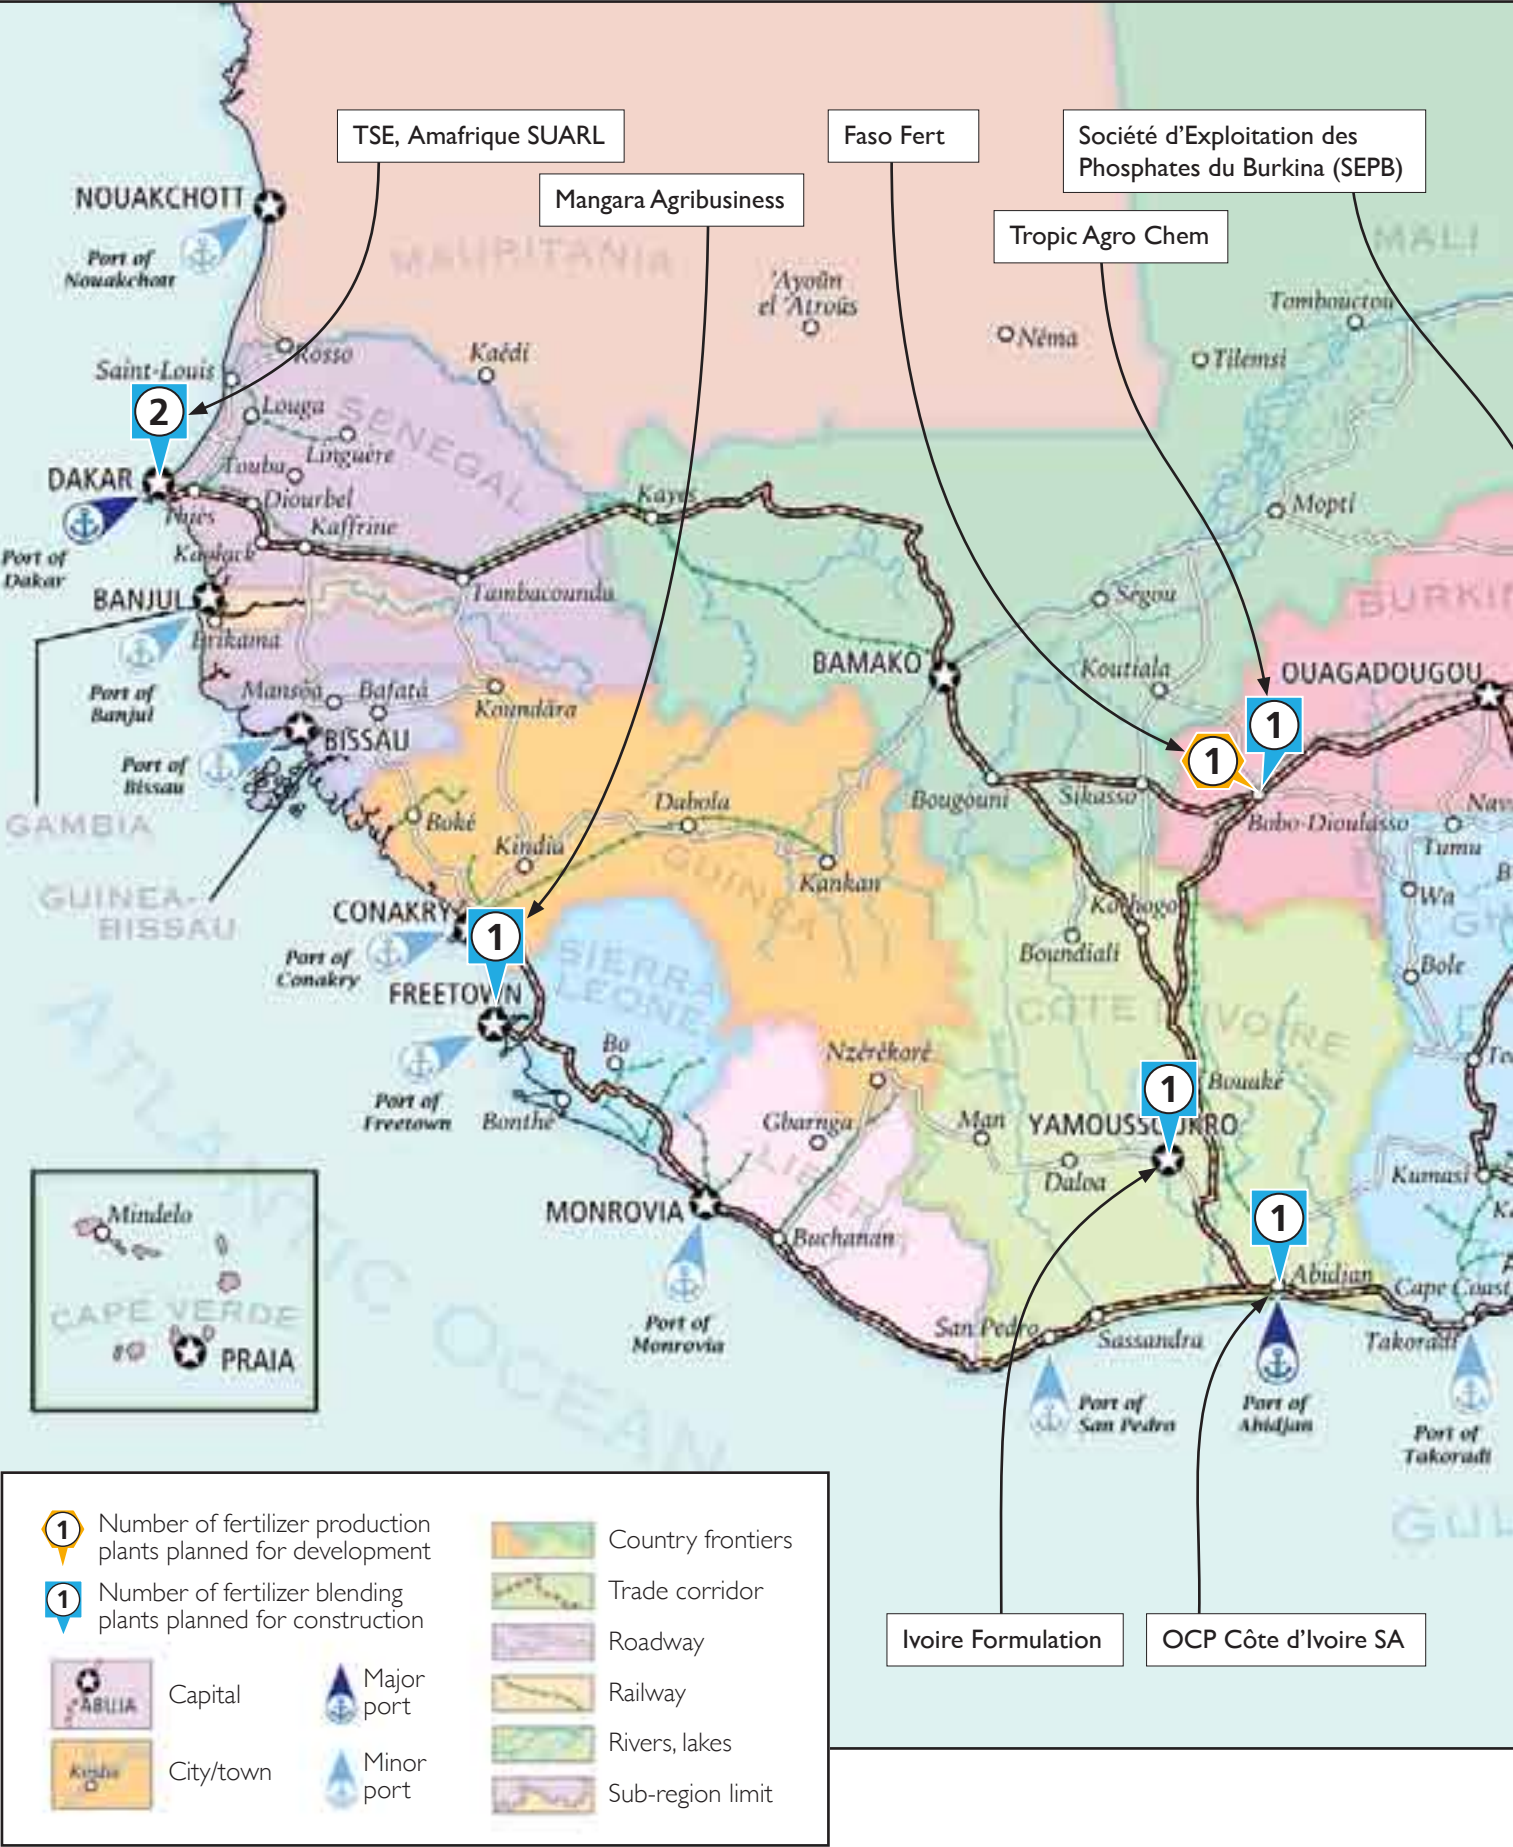 TSE, Amafrique SUARL
Faso Fert
Société d'Exploitation des
Phosphates du Burkina (SEPB)
Mangara Agribusiness
Tropic Agro Chem
NOUAKCHOTT
Port of
Nouakchott
MAURITANIA
MALI
'Ayoûn
el 'Atroûs
Néma
Tombouctou
Tilemsi
Rosso
Kaédi
Saint-Louis
2
Louga
SENEGAL
Linguère
Touba
DAKAR
Diourbel
Thies
Kaffrine
Kayes
Mopti
Port of
Dakar
Kaolack
BANJUL
Tambacounda
Ségou
BURKIN
Brikama
BAMAKO
Koutiala
OUAGADOUGOU
Port of
Banjul
Mansôa
Bafatá
Koundâra
BISSAU
1
1
Port of
Bissau
GAMBIA
Boké
Dabola
Bougouni
Sikasso
Bobo-Dioulasso
Tumu
Kindia
Kankan
GUINEA
GUINEA-
BISSAU
Wa
CONAKRY
1
Korhogo
Port of
Conakry
SIERRA
LEONE
Boundiali
Bole
FREETOWN
CÔTE D'IVOIRE
Bo
Nzérékoré
1
Bouaké
Port of
Freetown
Bonthe
Gbarnga
Man
YAMOUSSOUKRO
LIBERI
Daloa
Kumasi
MONROVIA
1
Buchanan
Mindelo
CAPE VERDE
PRAIA
Port of
Monrovia
Abidjan
Cape Coast
San Pedro
Sassandra
Takoradi
Port of
San Pedro
Port of
Abidjan
Port of
Takoradi
ATLANTIC OCEAN
GUL
Ivoire Formulation
OCP Côte d'Ivoire SA
1
Number of fertilizer production
plants planned for development
1
Number of fertilizer blending
plants planned for construction
ABUJA
Capital
Kindia
City/town
Major
port
Minor
port
Country frontiers
Trade corridor
Roadway
Railway
Rivers, lakes
Sub-region limit